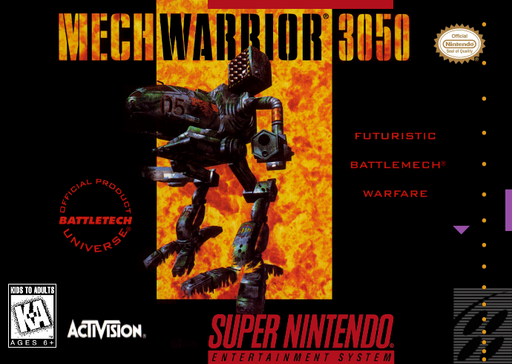 MECHWARRIOR® 3050
Official
Nintendo
Seal of Quality
FUTURISTIC
BATTLEMECH®
WARFARE
05
OFFICIAL PRODUCT
BATTLETECH
UNIVERSE®
KIDS TO ADULTS
K-A
AGES 6+
ACTIVISION®
SUPER NINTENDO®
ENTERTAINMENT SYSTEM